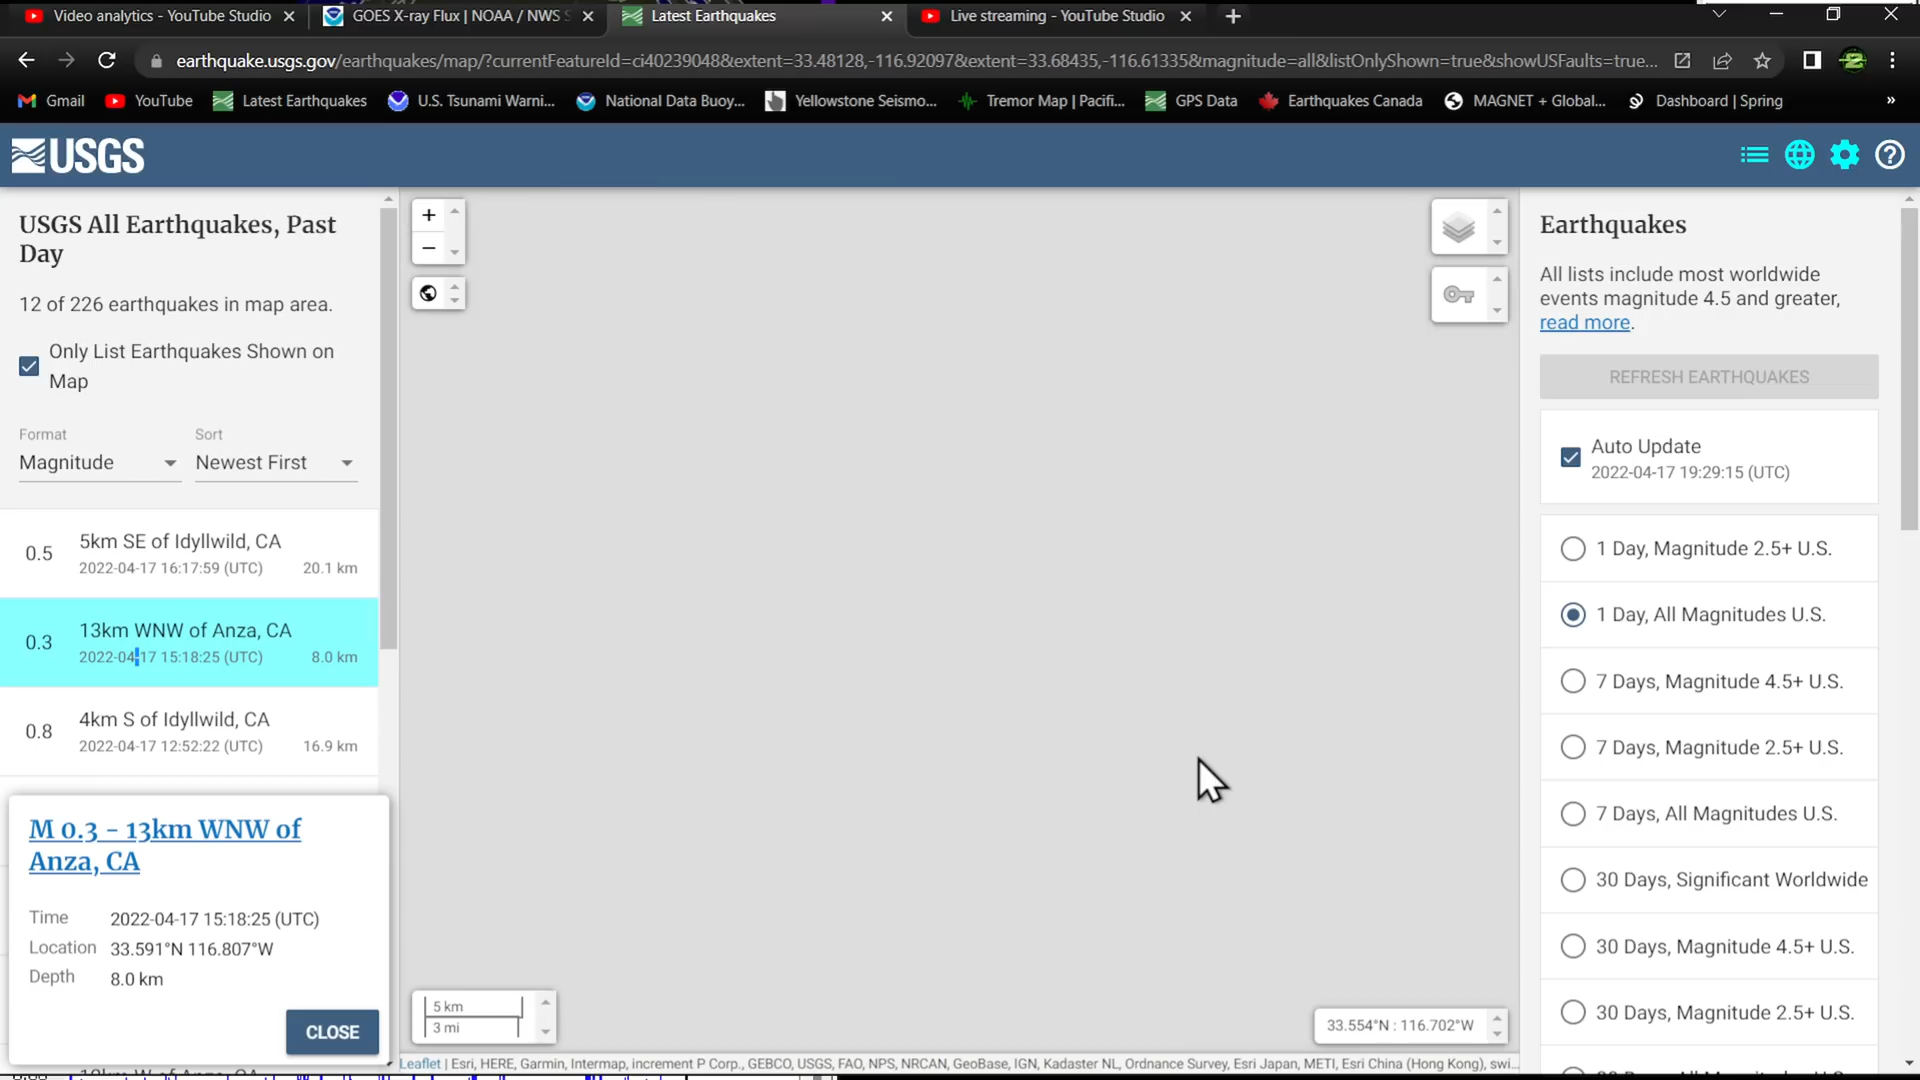 Video analytics - YouTube Studio
GOES X-ray Flux | NOAA / NWS S
Latest Earthquakes
Live streaming - YouTube Studio
earthquake.usgs.gov/earthquakes/map/?currentFeatureId=ci40239048&extent=33.48128,-116.92097&extent=33.68435,-116.61335&magnitude=all&listOnlyShown=true&showUSFaults=true...
Gmail
YouTube
Latest Earthquakes
U.S. Tsunami Warni...
National Data Buoy...
Yellowstone Seismo...
Tremor Map | Pacifi...
GPS Data
Earthquakes Canada
MAGNET + Global...
Dashboard | Spring
»
USGS
USGS All Earthquakes, Past
Day
12 of 226 earthquakes in map area.
Only List Earthquakes Shown on
Map
Format
Sort
Magnitude
Newest First
0.5
5km SE of Idyllwild, CA
2022-04-17 16:17:59 (UTC)
20.1 km
0.3
13km WNW of Anza, CA
2022-04-17 15:18:25 (UTC)
8.0 km
0.8
4km S of Idyllwild, CA
2022-04-17 12:52:22 (UTC)
16.9 km
M 0.3 - 13km WNW of
Anza, CA
Time
2022-04-17 15:18:25 (UTC)
Location
33.591°N 116.807°W
Depth
8.0 km
CLOSE
+
−
5 km
3 mi
33.554°N : 116.702°W
Leaflet | Esri, HERE, Garmin, Intermap, increment P Corp., GEBCO, USGS, FAO, NPS, NRCAN, GeoBase, IGN, Kadaster NL, Ordnance Survey, Esri Japan, METI, Esri China (Hong Kong), swi...
Earthquakes
All lists include most worldwide
events magnitude 4.5 and greater,
read more.
REFRESH EARTHQUAKES
Auto Update
2022-04-17 19:29:15 (UTC)
1 Day, Magnitude 2.5+ U.S.
1 Day, All Magnitudes U.S.
7 Days, Magnitude 4.5+ U.S.
7 Days, Magnitude 2.5+ U.S.
7 Days, All Magnitudes U.S.
30 Days, Significant Worldwide
30 Days, Magnitude 4.5+ U.S.
30 Days, Magnitude 2.5+ U.S.